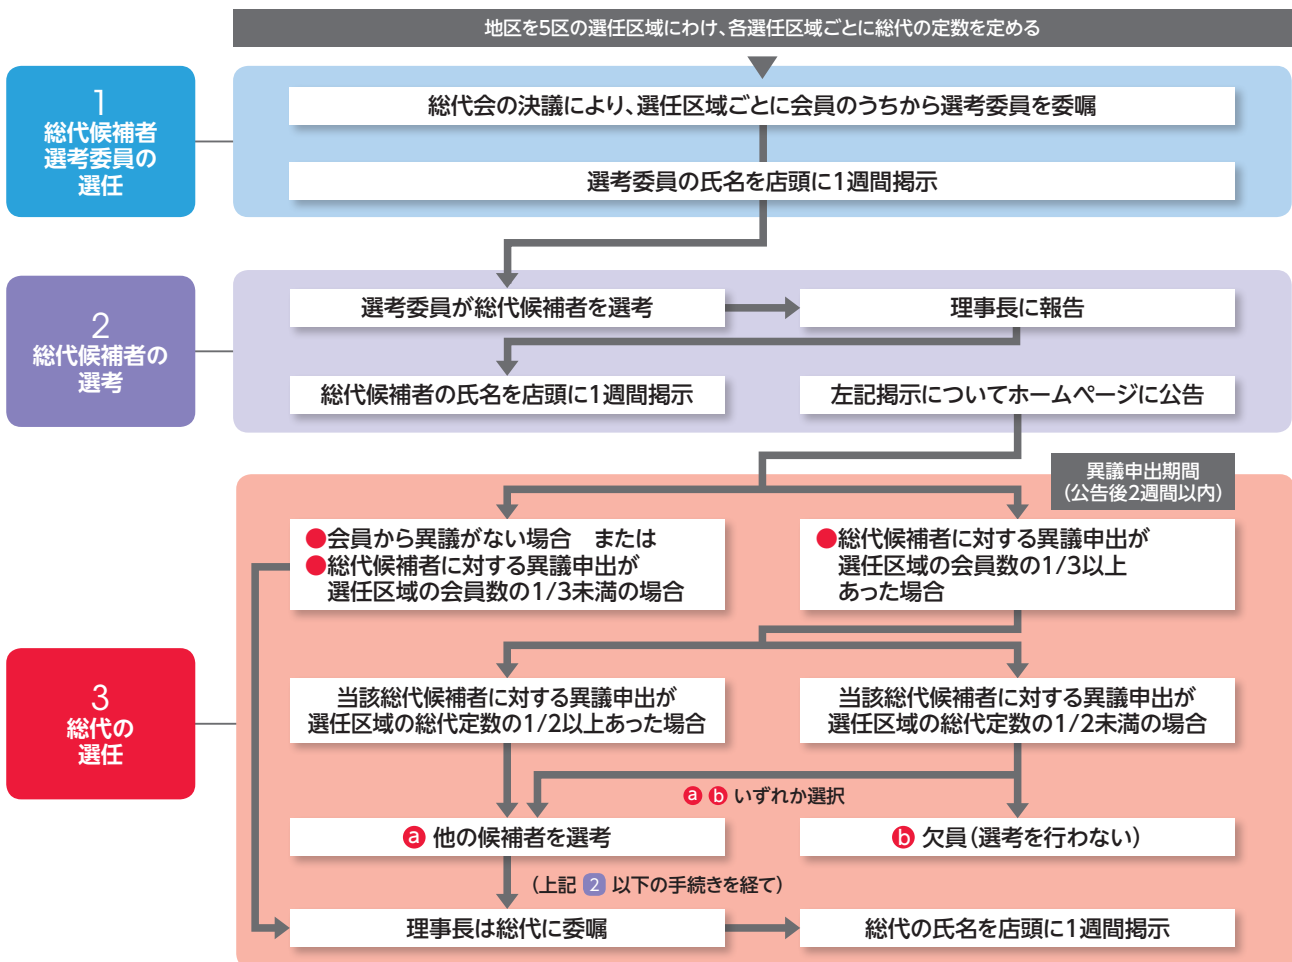 地区を5区の選任区域にわけ、各選任区域ごとに総代の定数を定める
1
総代候補者
選考委員の
選任
総代会の決議により、選任区域ごとに会員のうちから選考委員を委嘱
選考委員の氏名を店頭に1週間掲示
2
総代候補者の
選考
選考委員が総代候補者を選考
理事長に報告
総代候補者の氏名を店頭に1週間掲示
左記掲示についてホームページに公告
異議申出期間
(公告後2週間以内)
3
総代の
選任
●会員から異議がない場合 または
●総代候補者に対する異議申出が
選任区域の会員数の1/3未満の場合
●総代候補者に対する異議申出が
選任区域の会員数の1/3以上
あった場合
当該総代候補者に対する異議申出が
選任区域の総代定数の1/2以上あった場合
当該総代候補者に対する異議申出が
選任区域の総代定数の1/2未満の場合
a b いずれか選択
a 他の候補者を選考
b 欠員(選考を行わない)
(上記 2 以下の手続きを経て)
理事長は総代に委嘱
総代の氏名を店頭に1週間掲示